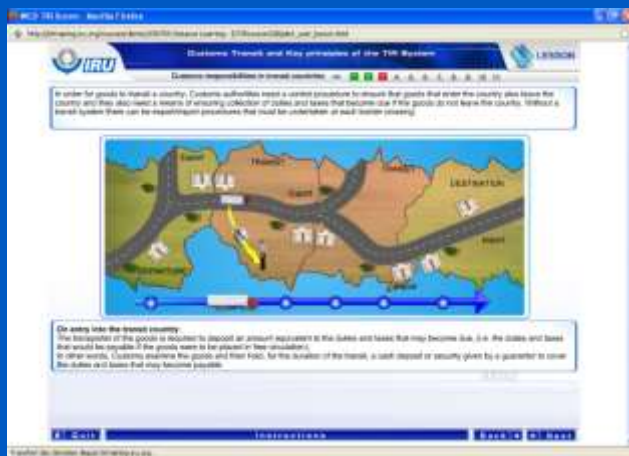 IRU
Customs Transit and Key principles of the TIR System
LESSON
Customs responsibilities in transit countries
In order for goods to transit a country, Customs authorities need a control procedure to ensure that goods that enter the country also leave the
country and they also need a means of ensuring collection of duties and taxes that become due if the goods do not leave the country. Without a
transit system there can be export/import procedures that must be undertaken at each border crossing.
TRANSIT
TRANSIT
DESTINATION
DEPARTURE
On entry into the transit country:
The transporter of the goods is required to deposit an amount equivalent to the duties and taxes that may become due, (i.e. the duties and taxes
that would be payable if the goods were to be placed in free circulation).
In other words, Customs examine the goods and then hold, for the duration of the transit, a cash deposit or security given by a guarantor to cover
the duties and taxes that may become payable.
Quit
Instructions
Back
Next